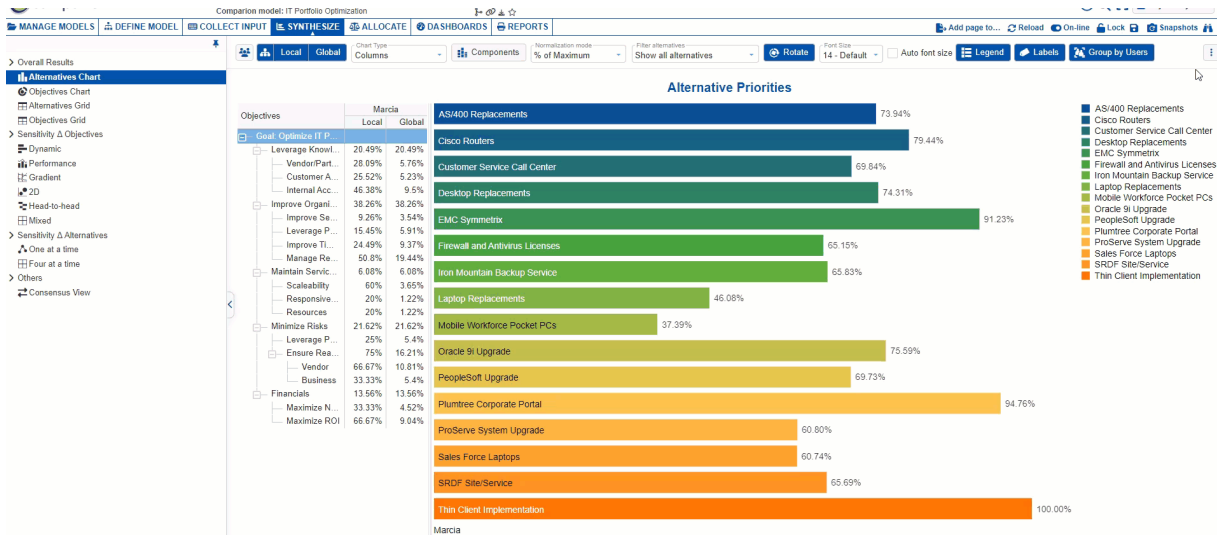 Comparion model: IT Portfolio Optimization
MANAGE MODELS DEFINE MODEL COLLECT INPUT SYNTHESIZE ALLOCATE DASHBOARDS REPORTS Add page to... Reload On-line Lock Snapshots
Overall Results
Alternatives Chart
Objectives Chart
Alternatives Grid
Objectives Grid
Sensitivity Δ Objectives
Dynamic
Performance
Gradient
2D
Head-to-head
Mixed
Sensitivity Δ Alternatives
One at a time
Four at a time
Others
Consensus View
Local Global
Chart Type
Columns
Components
Normalization mode
% of Maximum
Filter alternatives
Show all alternatives
Rotate
Font Size
14 - Default
Auto font size
Legend
Labels
Group by Users
Alternative Priorities
Objectives Marcia
Local Global
Goal: Optimize IT P...
Leverage Knowl... 20.49% 20.49%
Vendor/Part... 28.09% 5.76%
Customer A... 25.52% 5.23%
Internal Acc... 46.38% 9.5%
Improve Organi... 38.26% 38.26%
Improve Se... 9.26% 3.54%
Leverage P... 15.45% 5.91%
Improve Ti... 24.49% 9.37%
Manage Re... 50.8% 19.44%
Maintain Servic... 6.08% 6.08%
Scaleability 60% 3.65%
Responsive... 20% 1.22%
Resources 20% 1.22%
Minimize Risks 21.62% 21.62%
Leverage P... 25% 5.4%
Ensure Rea... 75% 16.21%
Vendor 66.67% 10.81%
Business 33.33% 5.4%
Financials 13.56% 13.56%
Maximize N... 33.33% 4.52%
Maximize ROI 66.67% 9.04%
AS/400 Replacements 73.94%
Cisco Routers 79.44%
Customer Service Call Center 69.84%
Desktop Replacements 74.31%
EMC Symmetrix 91.23%
Firewall and Antivirus Licenses 65.15%
Iron Mountain Backup Service 65.83%
Laptop Replacements 46.08%
Mobile Workforce Pocket PCs 37.39%
Oracle 9i Upgrade 75.59%
PeopleSoft Upgrade 69.73%
Plumtree Corporate Portal 94.76%
ProServe System Upgrade 60.80%
Sales Force Laptops 60.74%
SRDF Site/Service 65.69%
Thin Client Implementation 100.00%
Marcia
AS/400 Replacements
Cisco Routers
Customer Service Call Center
Desktop Replacements
EMC Symmetrix
Firewall and Antivirus Licenses
Iron Mountain Backup Service
Laptop Replacements
Mobile Workforce Pocket PCs
Oracle 9i Upgrade
PeopleSoft Upgrade
Plumtree Corporate Portal
ProServe System Upgrade
Sales Force Laptops
SRDF Site/Service
Thin Client Implementation